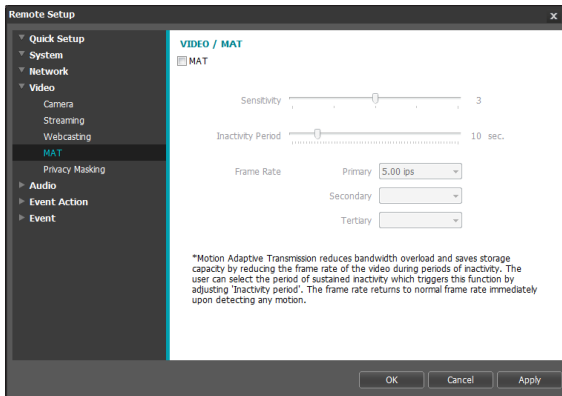 Remote Setup
x
Quick Setup
System
Network
Video
Camera
Streaming
Webcasting
MAT
Privacy Masking
Audio
Event Action
Event
VIDEO / MAT
MAT
Sensitivity 3
Inactivity Period 10 sec.
Frame Rate Primary 5.00 ips
Secondary
Tertiary
*Motion Adaptive Transmission reduces bandwidth overload and saves storage
capacity by reducing the frame rate of the video during periods of inactivity. The
user can select the period of sustained inactivity which triggers this function by
adjusting 'Inactivity period'. The frame rate returns to normal frame rate immediately
upon detecting any motion.
OK Cancel Apply